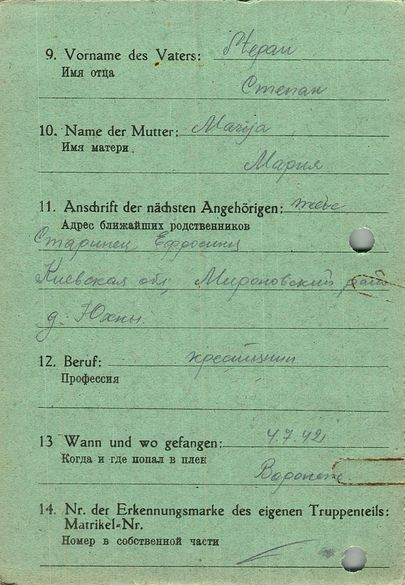 9. Vorname des Vaters: Stepan
Имя отца
Степан
10. Name der Mutter: Marija
Имя матери
Мария
11. Anschrift der nächsten Angehörigen:
Адрес ближайших родственников
Старинец Ефросиния
Киевская обл Мироновский район
д. Юхны
12. Beruf:
Профессия
13 Wann und wo gefangen: 4.7.42
Когда и где попал в плен
Воронеж
14. Nr. der Erkennungsmarke des eigenen Truppenteils:
Matrikel-Nr.
Номер в собственной части